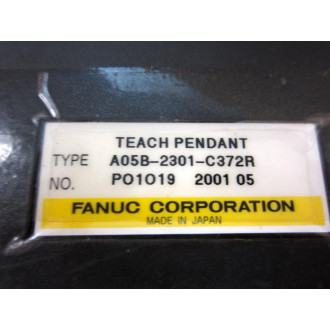 TEACH PENDANT
TYPE A05B-2301-C372R
NO. PO1O19 2001 05
FANUC CORPORATION
MADE IN JAPAN